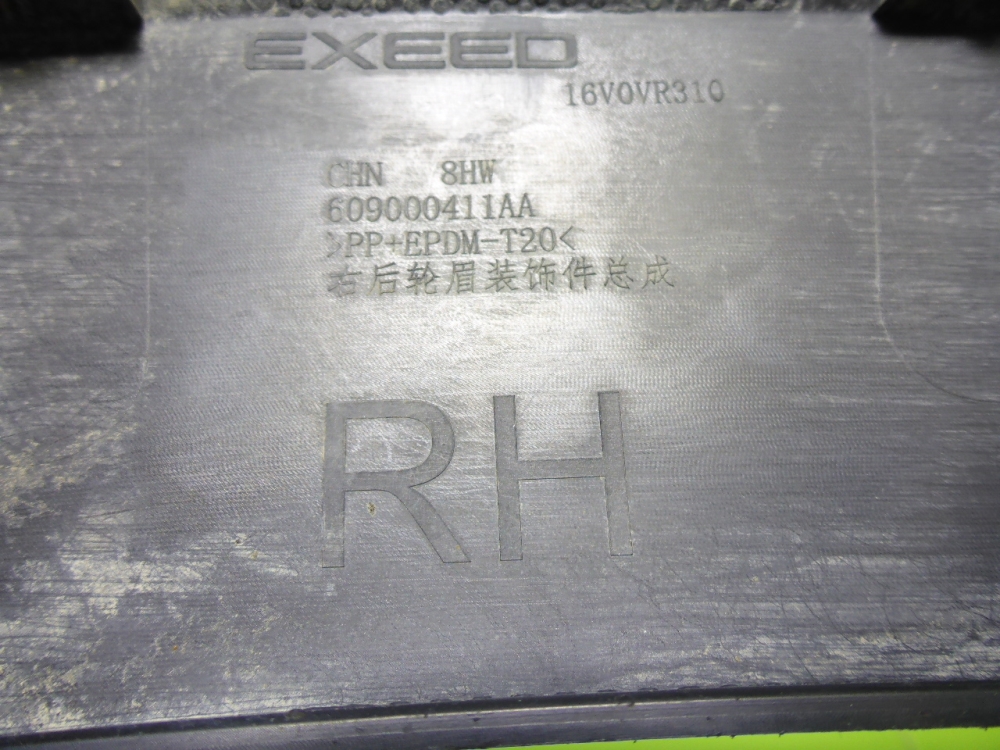 EXEED
16V0VR310
CHN 8HW
609000411AA
>PP+EPDM-T20<
右后轮眉装饰件总成
RH